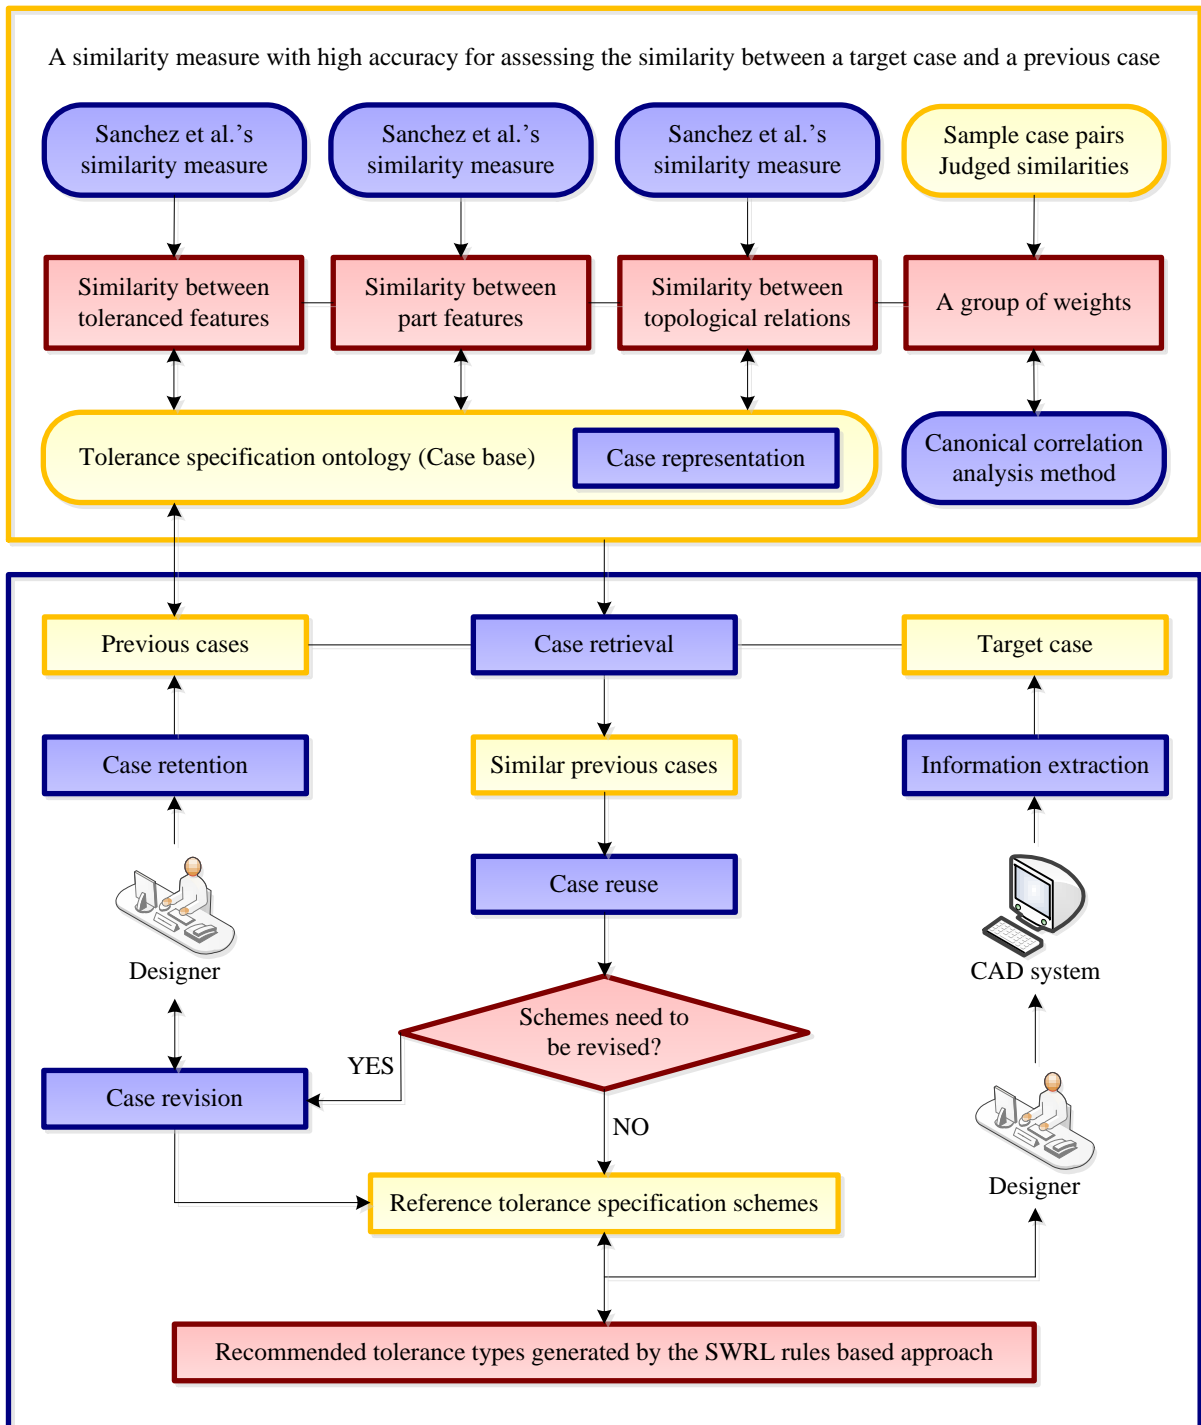 A similarity measure with high accuracy for assessing the similarity between a target case and a previous case
Sanchez et al.'s
similarity measure
Sanchez et al.'s
similarity measure
Sanchez et al.'s
similarity measure
Sample case pairs
Judged similarities
Similarity between
toleranced features
Similarity between
part features
Similarity between
topological relations
A group of weights
Tolerance specification ontology (Case base)
Case representation
Canonical correlation
analysis method
Previous cases
Case retrieval
Target case
Case retention
Similar previous cases
Information extraction
Case reuse
Designer
CAD system
Schemes need to
be revised?
YES
Case revision
NO
Designer
Reference tolerance specification schemes
Recommended tolerance types generated by the SWRL rules based approach